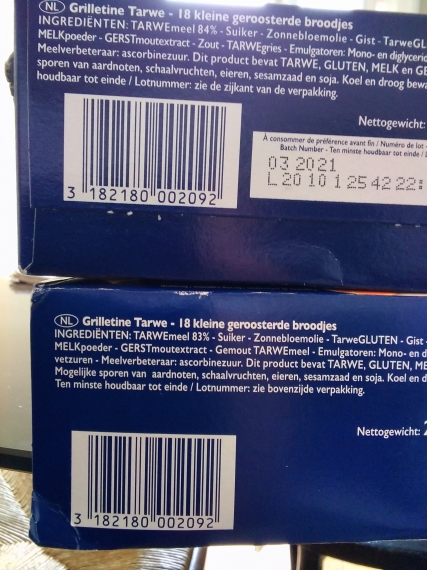 NL Grilletine Tarwe - 18 kleine geroosterde broodjes
INGREDIËNTEN: TARWEmeel 84% - Suiker - Zonnebloemolie - Gist - TarweGL
MELKpoeder - GERSTmoutextract - Zout - TARWEgries - Emulgatoren: Mono- en diglyceric
Meelverbeteraar: ascorbinezuur. Dit product bevat TARWE, GLUTEN, MELK en GE
sporen van aardnoten, schaalvruchten, eieren, sesamzaad en soja. Koel en droog bewa
houdbaar tot einde / Lotnummer: zie de zijkant van de verpakking.
Nettogewicht:
À consommer de préférence avant fin / Numéro de lot
Batch Number - Ten minste houdbaar tot einde /
03 2021
L 20 10 1 25 42 22:
3 182180 002092
NL Grilletine Tarwe - 18 kleine geroosterde broodjes
INGREDIËNTEN: TARWEmeel 83% - Suiker - Zonnebloemolie - TarweGLUTEN - Gist -
MELKpoeder - GERSTmoutextract - Gemout TARWEmeel - Emulgatoren: Mono- en d
vetzuren - Meelverbeteraar: ascorbinezuur. Dit product bevat TARWE, GLUTEN, ME
Mogelijke sporen van aardnoten, schaalvruchten, eieren, sesamzaad en soja. Koel en d
Ten minste houdbaar tot einde / Lotnummer: zie bovenzijde verpakking.
Nettogewicht: 2
3 182180 002092